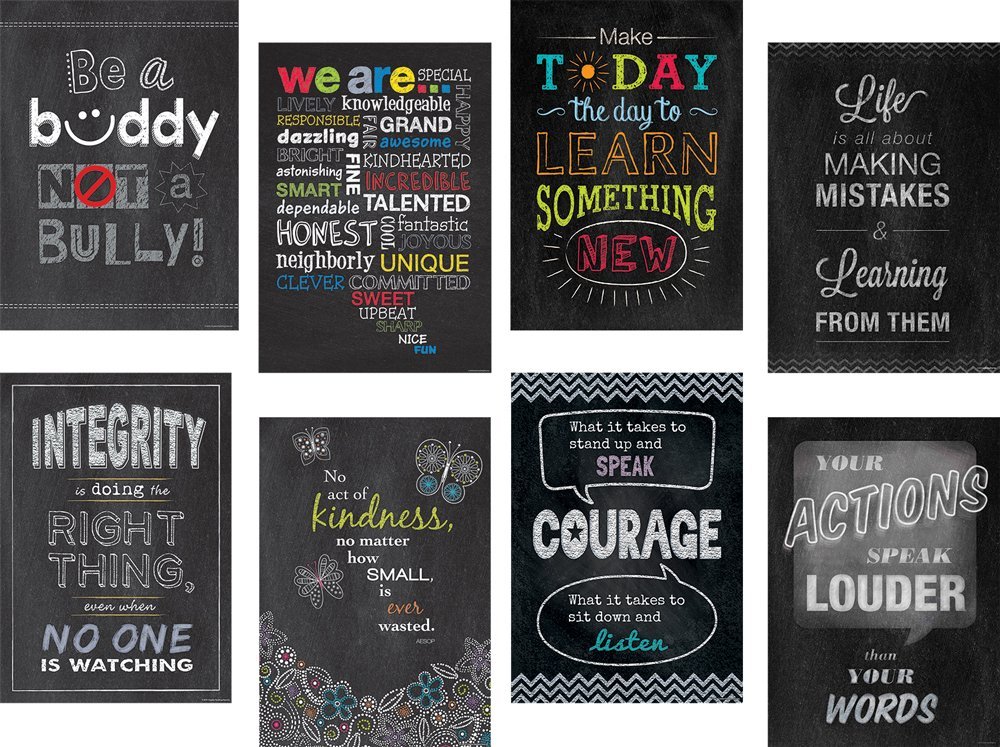 Be a
buddy
NOT a
BULLY!
we are... SPECIAL
LIVELY knowledgeable HAPPY
RESPONSIBLE FAIR GRAND
dazzling awesome
BRIGHT FINE KINDHEARTED
astonishing INCREDIBLE
SMART TALENTED
dependable
HONEST COOL fantastic
JOYOUS
neighborly UNIQUE
CLEVER COMMITTED
SWEET
UPBEAT
SHARP
NICE
FUN
Make
TODAY
the day to
LEARN
SOMETHING
NEW
Life
is all about
MAKING
MISTAKES
&
Learning
FROM THEM
INTEGRITY
is doing the
RIGHT
THING,
even when
NO ONE
IS WATCHING
No
act of
kindness,
no matter
how
SMALL,
is
ever
wasted.
AESOP
What it takes to
stand up and
SPEAK
COURAGE
What it takes to
sit down and
listen
YOUR
ACTIONS
SPEAK
LOUDER
than
YOUR
WORDS